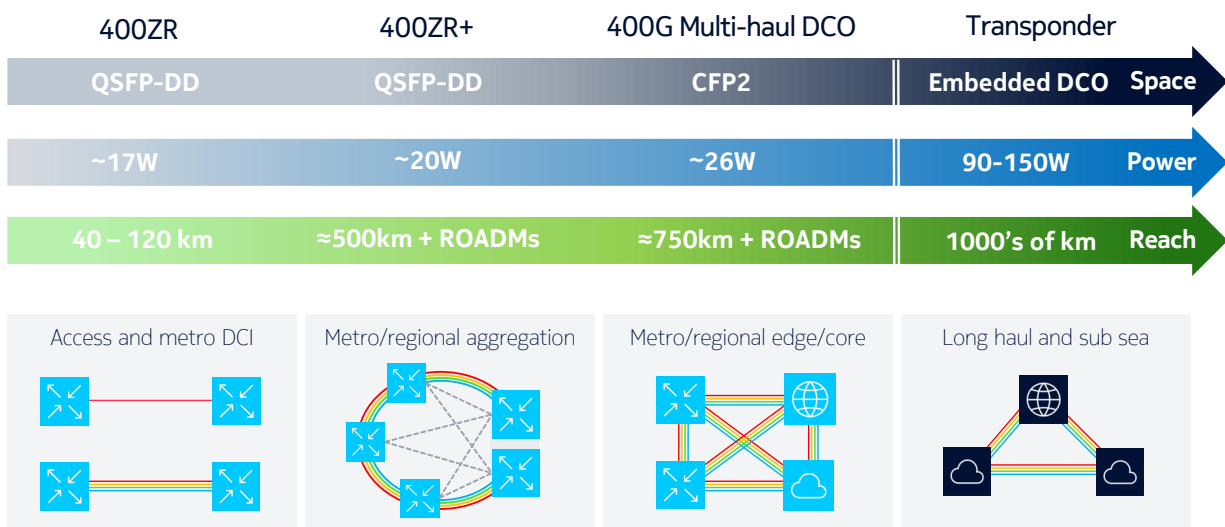 400ZR 400ZR+ 400G Multi-haul DCO Transponder
QSFP-DD QSFP-DD CFP2 Embedded DCO Space
~17W ~20W ~26W 90-150W Power
40 – 120 km ≈500km + ROADMs ≈750km + ROADMs 1000's of km Reach
Access and metro DCI Metro/regional aggregation Metro/regional edge/core Long haul and sub sea